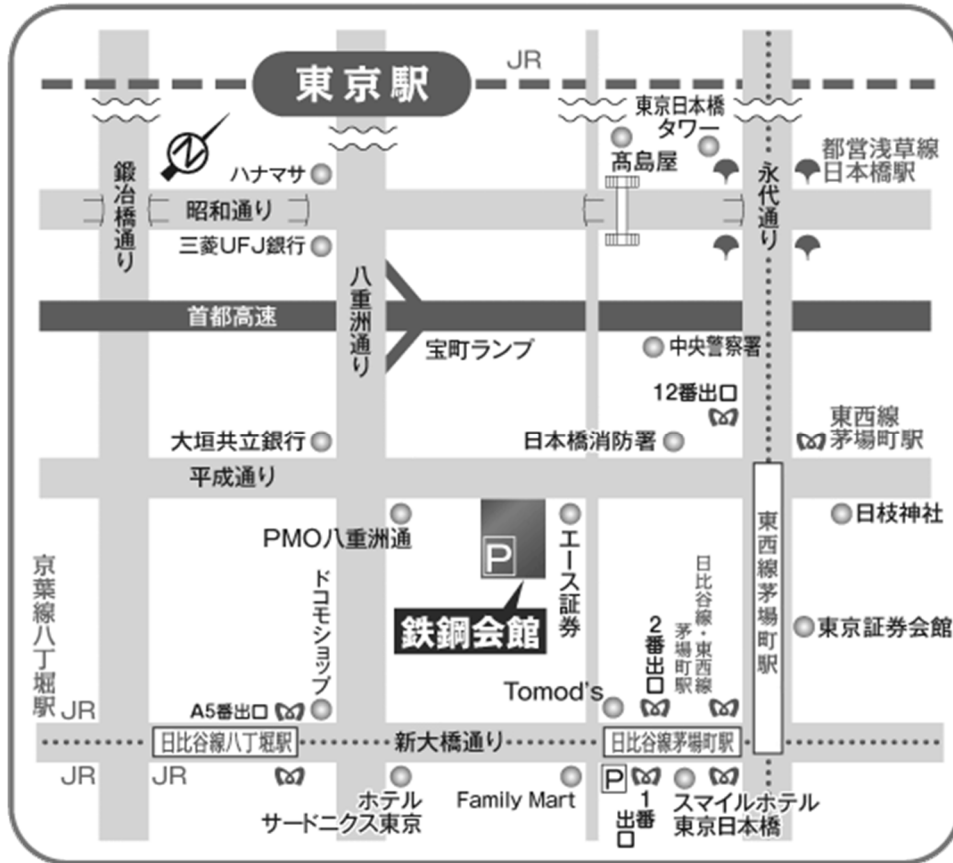 JR
東京駅
東京日本橋
タワー
髙島屋
都営浅草線
日本橋駅
鍛冶橋通り
ハナマサ
永代通り
昭和通り
三菱UFJ銀行
八重洲通り
首都高速
宝町ランプ
中央警察署
12番出口
東西線
茅場町駅
大垣共立銀行
日本橋消防署
平成通り
PMO八重洲通
P
エース証券
日枝神社
東西線茅場町駅
京葉線八丁堀駅
ドコモショップ
鉄鋼会館
2番出口
日比谷線・東西線
茅場町駅
東京証券会館
Tomod's
JR
A5番出口
日比谷線八丁堀駅
新大橋通り
日比谷線茅場町駅
JR
JR
ホテル
サードニクス東京
Family Mart
P
1番
出口
スマイルホテル
東京日本橋